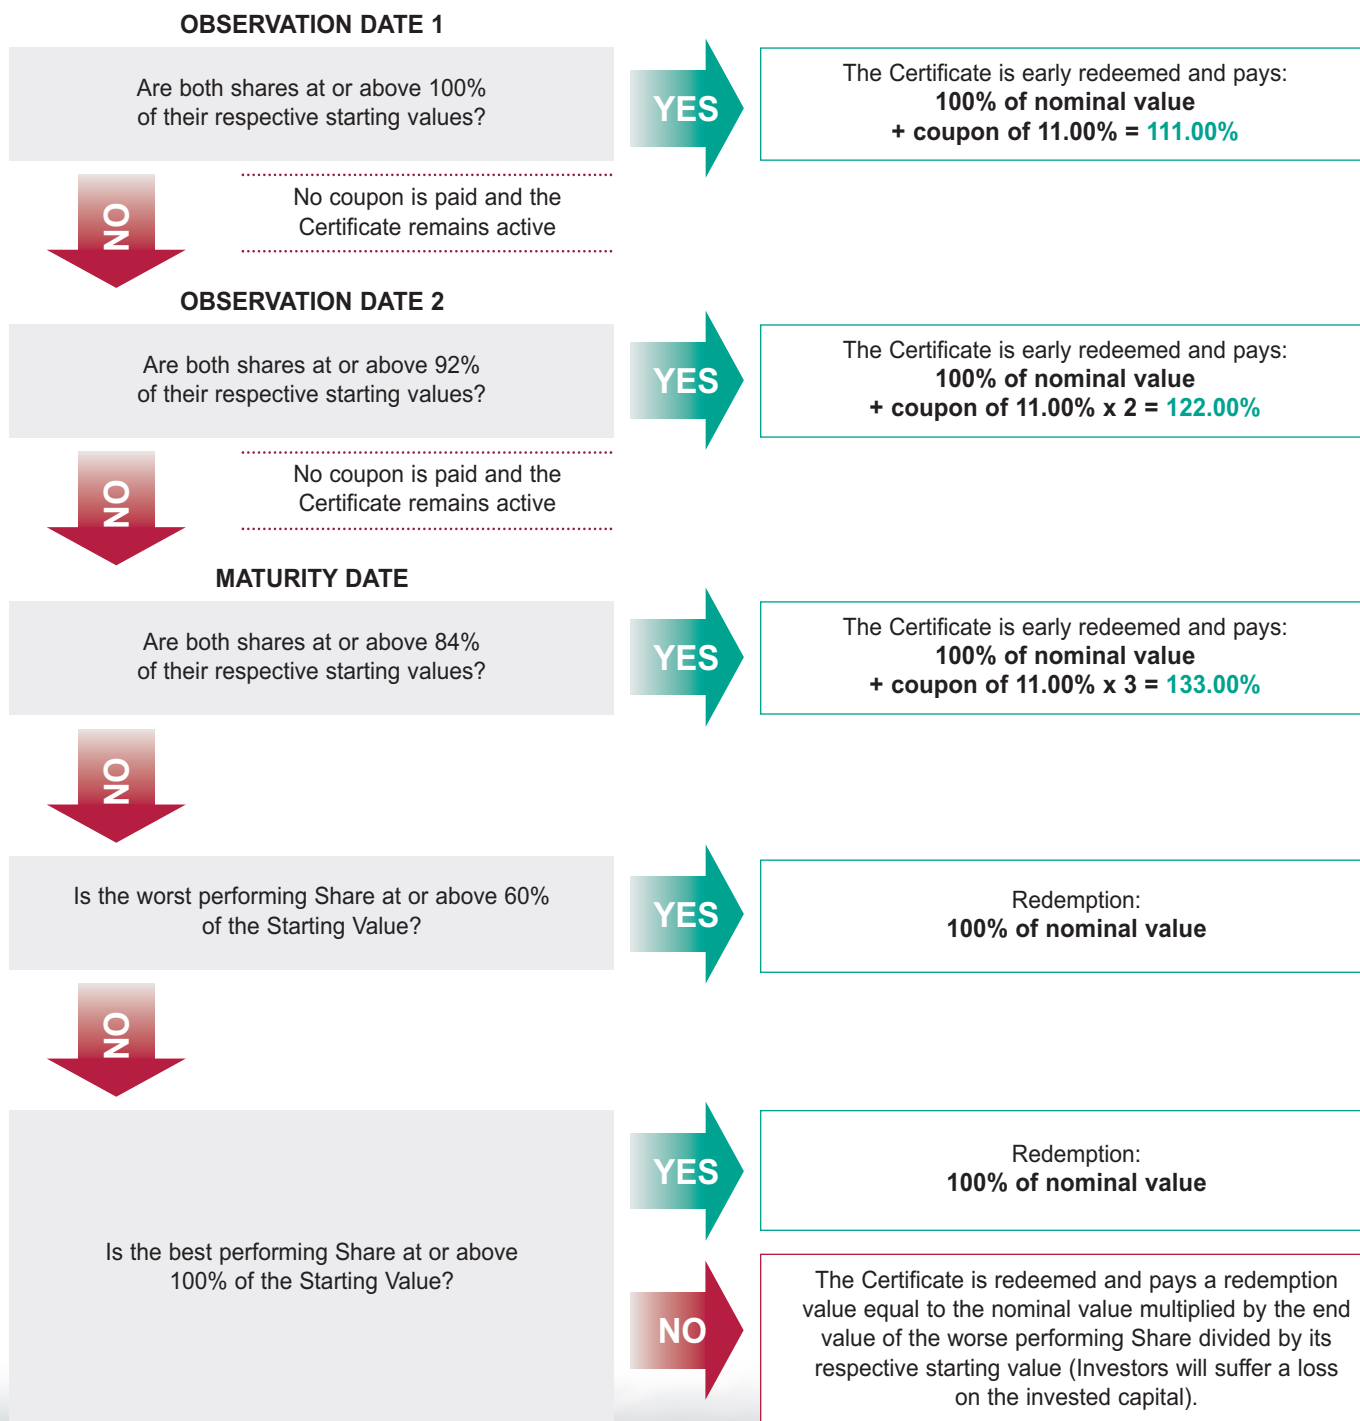 OBSERVATION DATE 1
Are both shares at or above 100%
of their respective starting values?
YES
The Certificate is early redeemed and pays:
100% of nominal value
+ coupon of 11.00% = 111.00%
NO
No coupon is paid and the
Certificate remains active
OBSERVATION DATE 2
Are both shares at or above 92%
of their respective starting values?
YES
The Certificate is early redeemed and pays:
100% of nominal value
+ coupon of 11.00% x 2 = 122.00%
NO
No coupon is paid and the
Certificate remains active
MATURITY DATE
Are both shares at or above 84%
of their respective starting values?
YES
The Certificate is early redeemed and pays:
100% of nominal value
+ coupon of 11.00% x 3 = 133.00%
NO
Is the worst performing Share at or above 60%
of the Starting Value?
YES
Redemption:
100% of nominal value
NO
Is the best performing Share at or above
100% of the Starting Value?
YES
Redemption:
100% of nominal value
NO
The Certificate is redeemed and pays a redemption
value equal to the nominal value multiplied by the end
value of the worse performing Share divided by its
respective starting value (Investors will suffer a loss
on the invested capital).